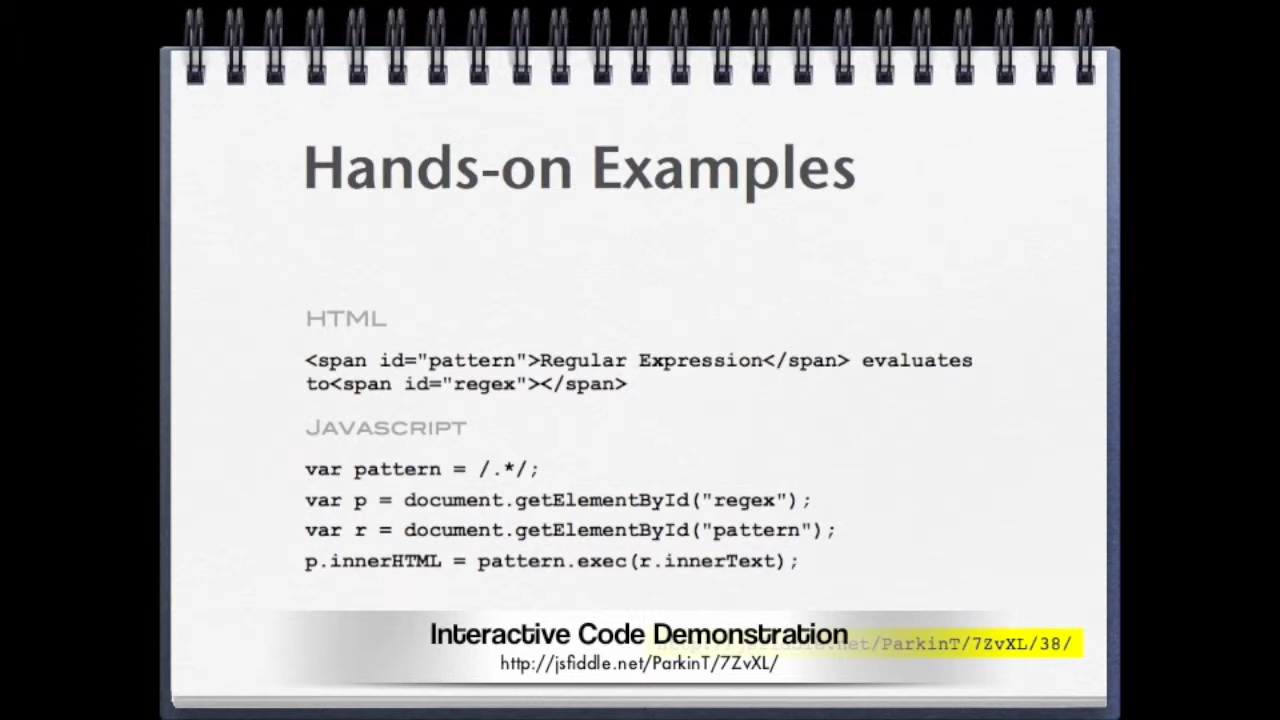 Hands-on Examples
HTML
<span id="pattern">Regular Expression</span> evaluates
to<span id="regex"></span>
JAVASCRIPT
var pattern = /.*/;
var p = document.getElementById("regex");
var r = document.getElementById("pattern");
p.innerHTML = pattern.exec(r.innerText);
Interactive Code Demonstration
http://jsfiddle.net/ParkinT/7ZvXL/38/
http://jsfiddle.net/ParkinT/7ZvXL/